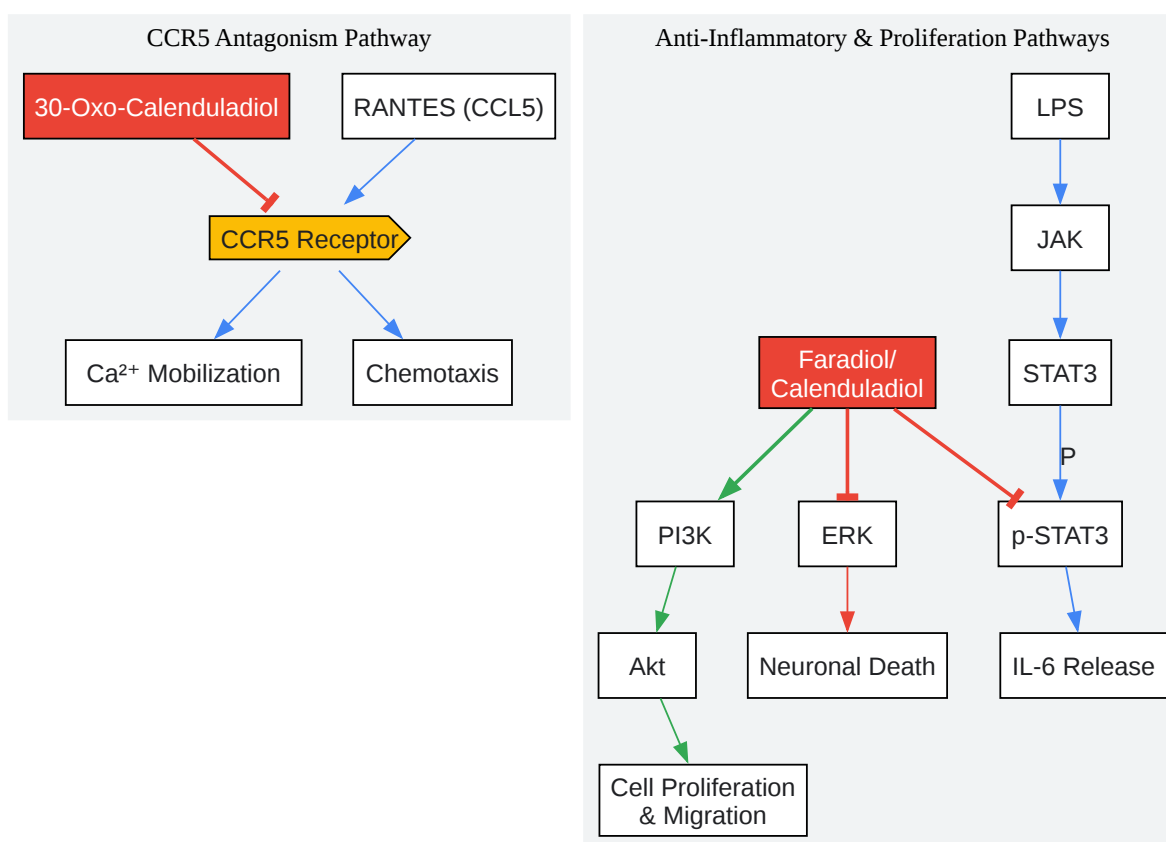 CCR5 Antagonism Pathway
30-Oxo-Calenduladiol
RANTES (CCL5)
CCR5 Receptor
Ca²⁺ Mobilization
Chemotaxis
Anti-Inflammatory & Proliferation Pathways
LPS
JAK
Faradiol/
Calenduladiol
STAT3
P
PI3K
ERK
p-STAT3
Akt
Neuronal Death
IL-6 Release
Cell Proliferation
& Migration